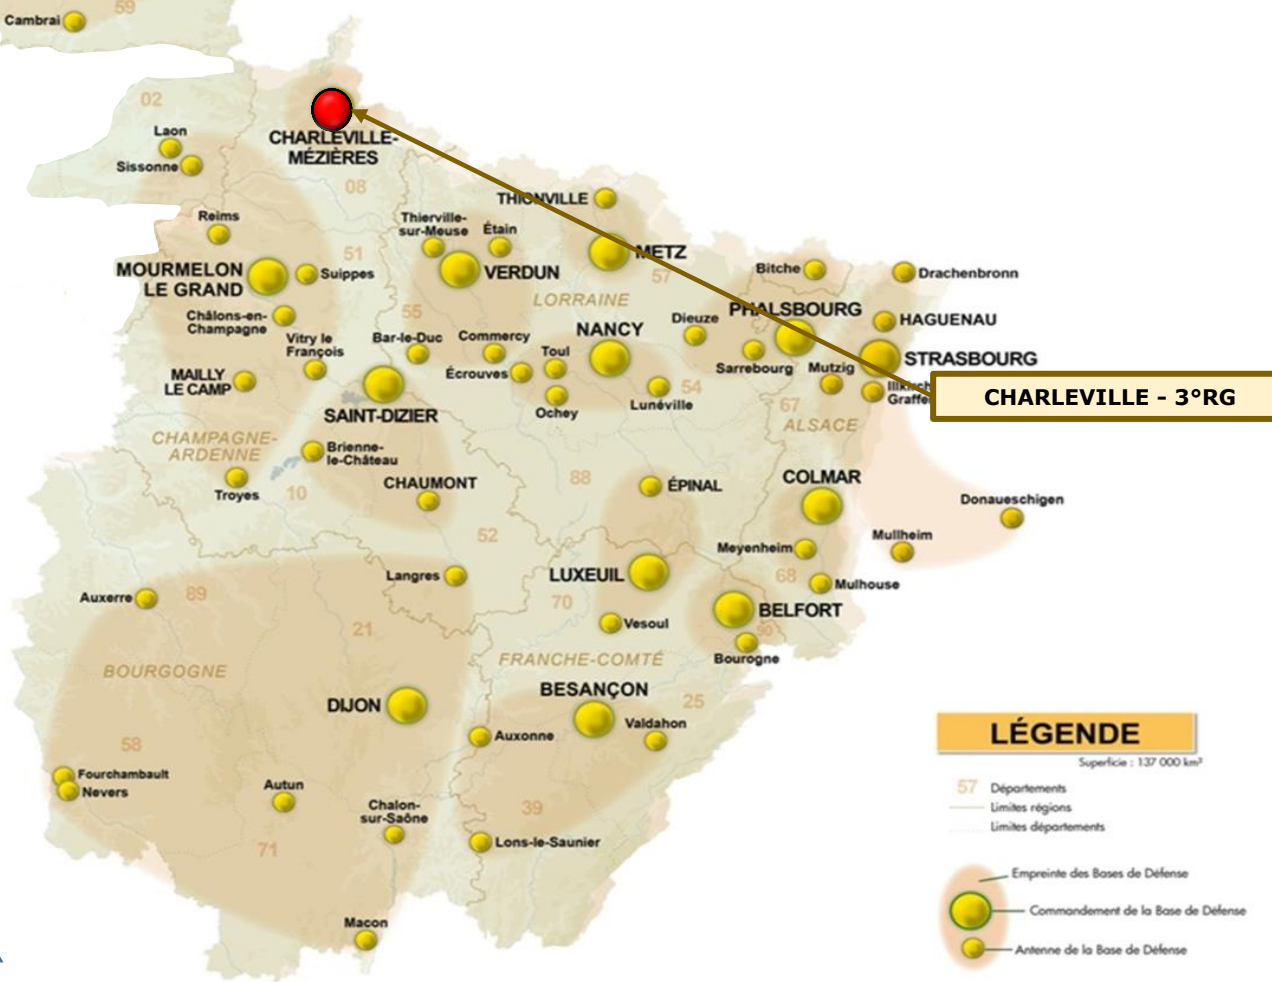 59
Cambrai
02
Laon
Sissonne
CHARLEVILLE-
MÉZIÈRES
08
THIONVILLE
Reims
Thierville-
sur-Meuse
Étain
51
METZ
MOURMELON
LE GRAND
Suippes
VERDUN
57
Bitche
Drachenbronn
LORRAINE
55
Châlons-en-
Champagne
PHALSBOURG
HAGUENAU
Dieuze
NANCY
Vitry le
François
Bar-le-Duc
Commercy
Toul
STRASBOURG
Sarrebourg
Mutzig
Écrouves
MAILLY
LE CAMP
54
Illkirch
Graffe
CHARLEVILLE - 3°RG
Lunéville
67
SAINT-DIZIER
Ochey
ALSACE
CHAMPAGNE-
ARDENNE
Brienne-
le-Château
88
COLMAR
CHAUMONT
ÉPINAL
Troyes
10
Donaueschigen
52
Mullheim
Meyenheim
Langres
LUXEUIL
68
Mulhouse
Auxerre
89
70
BELFORT
Vesoul
21
90
BOURGOGNE
FRANCHE-COMTÉ
Bourogne
BESANÇON
25
DIJON
Valdahon
Auxonne
58
Fourchambault
Nevers
Autun
Chalon-
sur-Saône
39
Lons-le-Saunier
71
Macon
LÉGENDE
Superficie : 137 000 km²
57 Départements
Limites régions
Limites départements
Empreinte des Bases de Défense
Commandement de la Base de Défense
Antenne de la Base de Défense